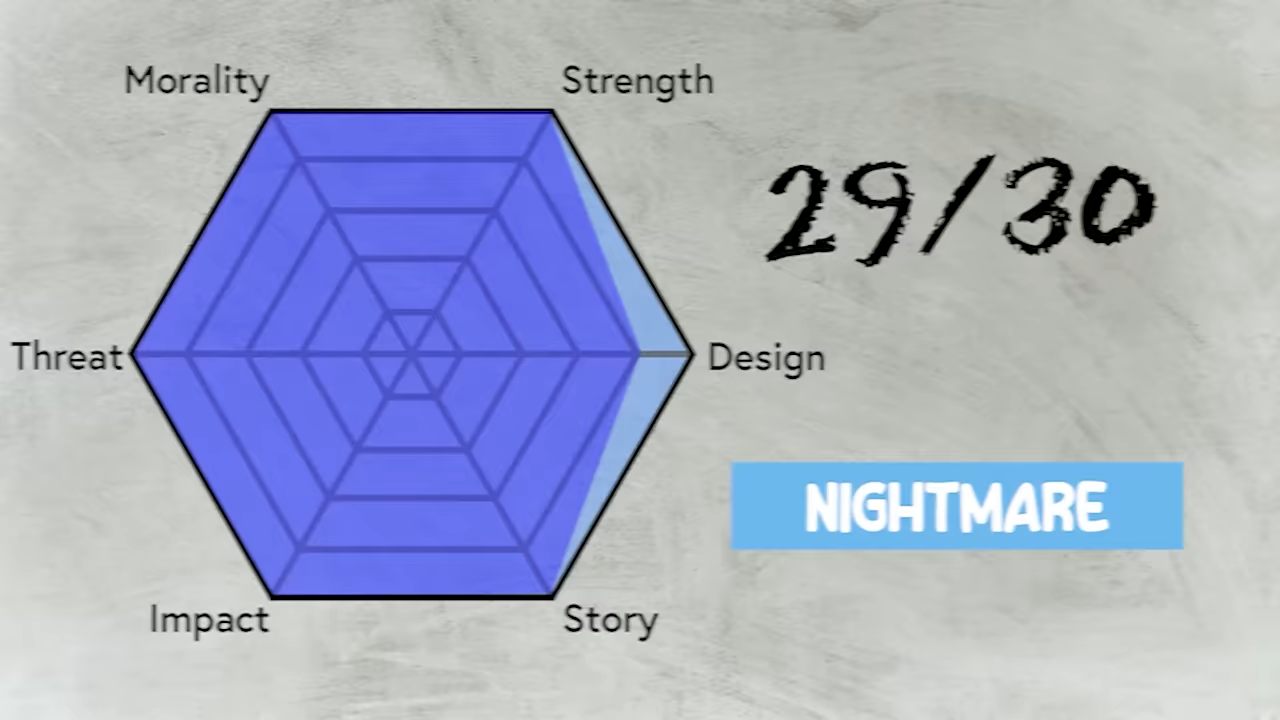 Morality
Strength
29/30
Threat
Design
NIGHTMARE
Impact
Story